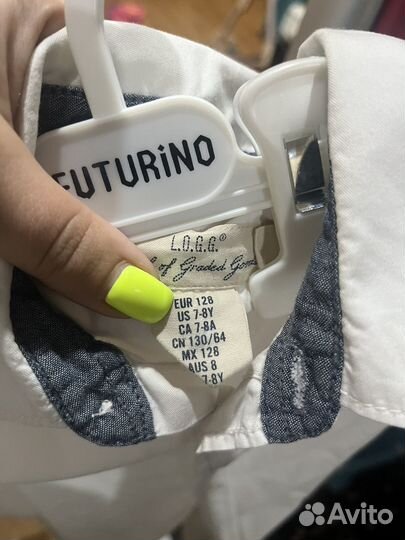 FUTURiNO
L.O.G.G.®
of Graded Goods
EUR 128
US 7-8Y
CA 7-8A
CN 130/64
MX 128
AUS 8
7-8Y
Avito